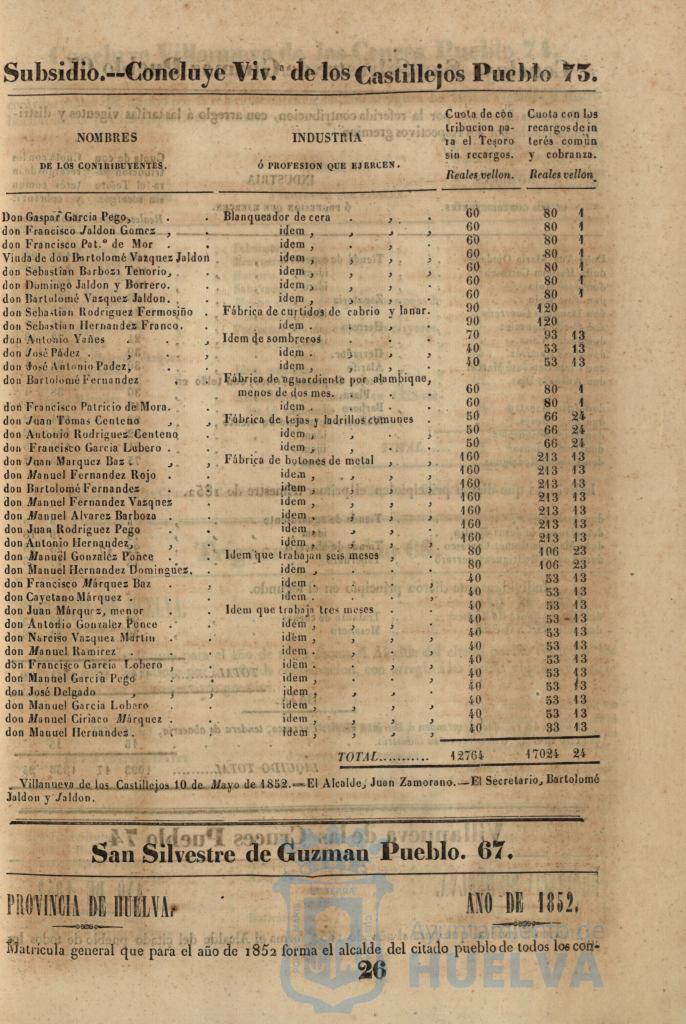 Subsidio.--Concluye Viv.ª de los Castillejos Pueblo 73.
NOMBRES
DE LOS CONTRIBUYENTES.
INDUSTRIA
Ó PROFESION QUE EJERCEN.
Cuota de con
tribucion pa-
ra el Tesoro
sin recargos.
Reales vellon.
Cuota con los
recargos de in
terés comun
y cobranza.
Reales vellon
Don Gaspar Garcia Pego, . . Blanqueador de cera . , . 60 80 1
don Francisco Jaldon Gomez , . idem , , , . 60 80 1
don Francisco Pat.º de Mor . . idem , , , . 60 80 1
Viuda de don Bartolomé Vazquez Jaldon idem , , , . 60 80 1
don Sebastian Barboza Tenorio, . idem , , , , 60 80 1
don Domingo Jaldon y Borrero. . idem , , , . 60 80 1
don Bartolomé Vazquez Jaldon. . idem , , , . 60 80 1
don Sebastian Rodriguez Fermosiño . Fábrica de curtidos de cabrio y lanar. 90 120
don Sebastian Hernandez Franco. . idem . , , . 90 120
don Antonio Yañes . , . Idem de sombreros . , , 70 93 13
don José Pádez . , . idem . , , , 40 53 13
don José Antonio Padez, . idem , , , , 40 53 13
don Bartolomé Fernandez . Fábrica de aguardiente por alambique,
menos de dos mes. . . . 60 80 1
don Francisco Patricio de Mora. . idem . , , . 60 80 1
don Juan Tomas Centeno , , Fábrica de tejas y ladrillos comunes . 50 66 24
don Antonio Rodriguez Centeno . idem , , , , 50 66 24
don Francisco Garcia Lobero . . idem , , , . 50 66 24
don Juan Marquez Baz , , Fábrica de botones de metal , , 160 213 13
don Manuel Fernandez Rojo . . idem , , , , 160 213 13
don Bartolomé Fernandez . . idem , , , . 160 213 13
don Manuel Fernandez Vazquez . idem , , , , 160 213 13
don Manuel Alvarez Barboza . . idem . , , , 160 213 13
don Juan Rodriguez Pego . . idem , , , , 160 213 13
don Antonio Hernandez, , . idem , , , . 160 213 13
don Manuel Gonzalez Ponce . . Idem que trabajan seis meses , . 80 106 23
don Manuel Hernandez Dominguez. . idem , , . . 80 106 23
don Francisco Márquez Baz . . idem . , , . 40 53 13
don Cayetano Márquez . . . idem . , , . 40 53 13
don Juan Márquez, menor . . Idem que trabaja tres meses . . 40 53 13
don Antonio Gonzalez Ponce . . idem , , , . 40 53 13
don Narciso Vazquez Martin . . idem , , , , 40 53 13
don Manuel Ramirez . . . idem . , , , 40 53 13
don Francisco Garcia Lobero , . idem . , , . 40 53 13
don Manuel Garcia Pego . . idem , , , . 40 53 13
don José Delgado , , , idem , , , . 40 53 13
don Manuel Garcia Lobero . . idem , , , . 40 53 13
don Manuel Ciriaco Márquez . . idem , , , , 40 53 13
don Manuel Hernandez. . . idem , , , , 40 33 13
TOTAL........... 12764 17024 24
Villanueva de los Castillejos 10 de Mayo de 1852.—El Alcalde, Juan Zamorano.—El Secretario, Bartolomé
Jaldon y Jaldon.
San Silvestre de Guzman Pueblo. 67.
PROVINCIA DE HUELVA. AÑO DE 1852.
Matricula general que para el año de 1852 forma el alcalde del citado pueblo de todos los con-
26
Ayuntamiento de
HUELVA